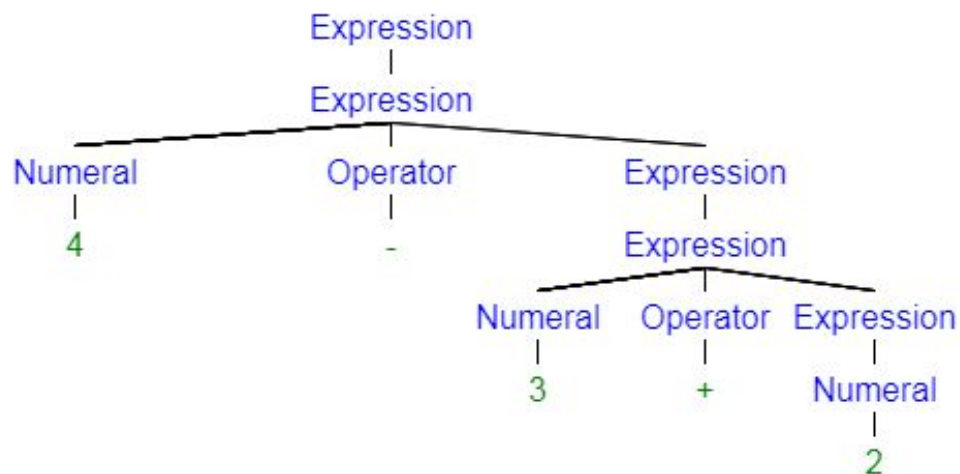 Expression
Expression
Numeral Operator Expression
4 - Expression
Numeral Operator Expression
3 + Numeral
2